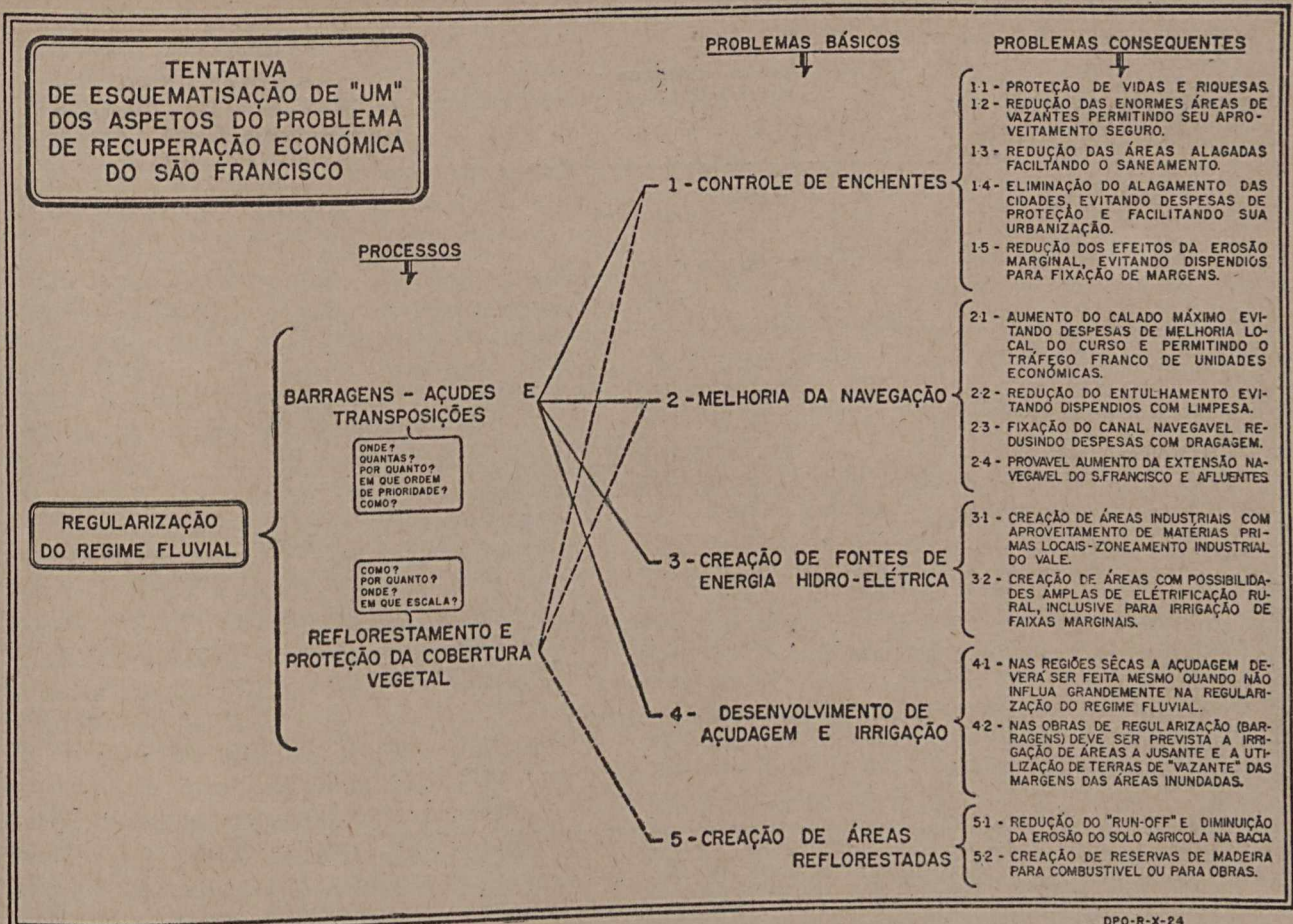 TENTATIVA
DE ESQUEMATISAÇÃO DE "UM"
DOS ASPETOS DO PROBLEMA
DE RECUPERAÇÃO ECONÓMICA
DO SÃO FRANCISCO
PROCESSOS
PROBLEMAS BÁSICOS
PROBLEMAS CONSEQUENTES
REGULARIZAÇÃO
DO REGIME FLUVIAL
BARRAGENS - AÇUDES E
TRANSPOSIÇÕES
ONDE?
QUANTAS?
POR QUANTO?
EM QUE ORDEM
DE PRIORIDADE?
COMO?
COMO?
POR QUANTO?
ONDE?
EM QUE ESCALA?
REFLORESTAMENTO E
PROTEÇÃO DA COBERTURA
VEGETAL
1 - CONTROLE DE ENCHENTES
1·1 - PROTEÇÃO DE VIDAS E RIQUESAS.
1·2 - REDUÇÃO DAS ENORMES ÁREAS DE
VAZANTES PERMITINDO SEU APRO-
VEITAMENTO SEGURO.
1·3 - REDUÇÃO DAS ÁREAS ALAGADAS
FACILTANDO O SANEAMENTO.
1·4 - ELIMINAÇÃO DO ALAGAMENTO DAS
CIDADES, EVITANDO DESPESAS DE
PROTEÇÃO E FACILITANDO SUA
URBANIZAÇÃO.
1·5 - REDUÇÃO DOS EFEITOS DA EROSÃO
MARGINAL, EVITANDO DISPENDIOS
PARA FIXAÇÃO DE MARGENS.
2 - MELHORIA DA NAVEGAÇÃO
2·1 - AUMENTO DO CALADO MÁXIMO EVI-
TANDO DESPESAS DE MELHORIA LO-
CAL DO CURSO E PERMITINDO O
TRÁFEGO FRANCO DE UNIDADES
ECONÓMICAS.
2·2 - REDUÇÃO DO ENTULHAMENTO EVI-
TANDO DISPENDIOS COM LIMPESA.
2·3 - FIXAÇÃO DO CANAL NAVEGAVEL RE-
DUSINDO DESPESAS COM DRAGAGEM.
2·4 - PROVAVEL AUMENTO DA EXTENSÃO NA-
VEGAVEL DO S.FRANCISCO E AFLUENTES
3 - CREAÇÃO DE FONTES DE
ENERGIA HIDRO-ELÉTRICA
3·1 - CREAÇÃO DE ÁREAS INDUSTRIAIS COM
APROVEITAMENTO DE MATÉRIAS PRI-
MAS LOCAIS-ZONEAMENTO INDUSTRIAL
DO VALE.
3·2 - CREAÇÃO DE ÁREAS COM POSSIBILIDA-
DES AMPLAS DE ELÉTRIFICAÇÃO RU-
RAL, INCLUSIVE PARA IRRIGAÇÃO DE
FAIXAS MARGINAIS.
4 - DESENVOLVIMENTO DE
AÇUDAGEM E IRRIGAÇÃO
4·1 - NAS REGIÕES SÊCAS A AÇUDAGEM DE-
VERÁ SER FEITA MESMO QUANDO NÃO
INFLUA GRANDEMENTE NA REGULARI-
ZAÇÃO DO REGIME FLUVIAL.
4·2 - NAS OBRAS DE REGULARIZAÇÃO (BAR-
RAGENS) DEVE SER PREVISTA A IRRI-
GAÇÃO DE ÁREAS A JUSANTE E A UTI-
LIZAÇÃO DE TERRAS DE "VAZANTE" DAS
MARGENS DAS ÁREAS INUNDADAS.
5 - CREAÇÃO DE ÁREAS
REFLORESTADAS
5·1 - REDUÇÃO DO "RUN-OFF" E DIMINUIÇÃO
DA EROSÃO DO SOLO AGRICOLA NA BACIA
5·2 - CREAÇÃO DE RESERVAS DE MADEIRA
PARA COMBUSTIVEL OU PARA OBRAS.
DPO-R-X-24